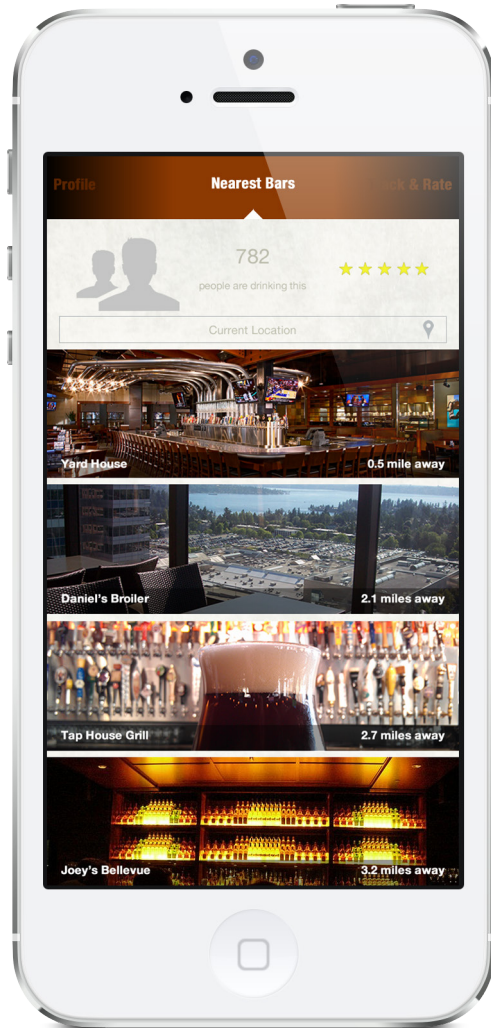 Profile
Nearest Bars
& Rate
782
people are drinking this
Current Location
Yard House
0.5 mile away
Daniel's Broiler
2.1 miles away
Tap House Grill
2.7 miles away
Joey's Bellevue
3.2 miles away